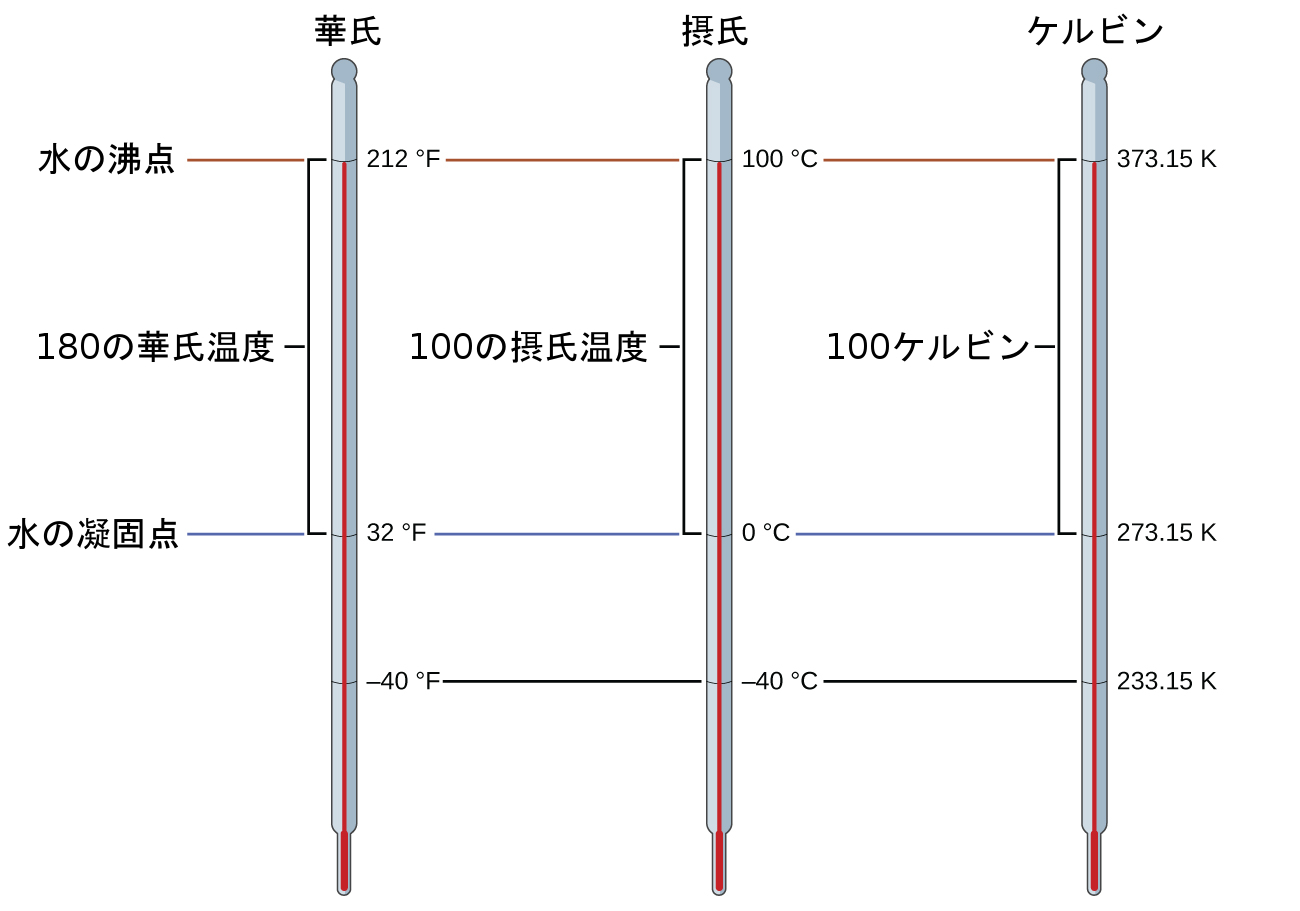 華氏
摂氏
ケルビン
水の沸点
212 °F
100 °C
373.15 K
180の華氏温度
100の摂氏温度
100ケルビン
水の凝固点
32 °F
0 °C
273.15 K
–40 °F
–40 °C
233.15 K